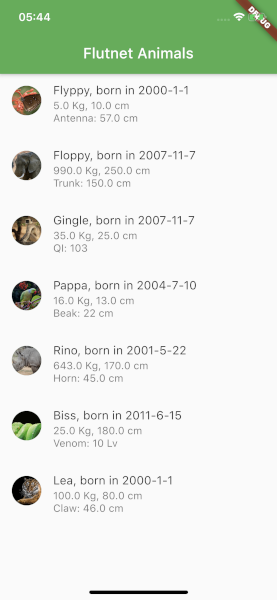 05:44
DEBUG
Flutnet Animals
Flyppy, born in 2000-1-1
5.0 Kg, 10.0 cm
Antenna: 57.0 cm
Floppy, born in 2007-11-7
990.0 Kg, 250.0 cm
Trunk: 150.0 cm
Gingle, born in 2007-11-7
35.0 Kg, 25.0 cm
QI: 103
Pappa, born in 2004-7-10
16.0 Kg, 13.0 cm
Beak: 22 cm
Rino, born in 2001-5-22
643.0 Kg, 170.0 cm
Horn: 45.0 cm
Biss, born in 2011-6-15
25.0 Kg, 180.0 cm
Venom: 10 Lv
Lea, born in 2000-1-1
100.0 Kg, 80.0 cm
Claw: 46.0 cm